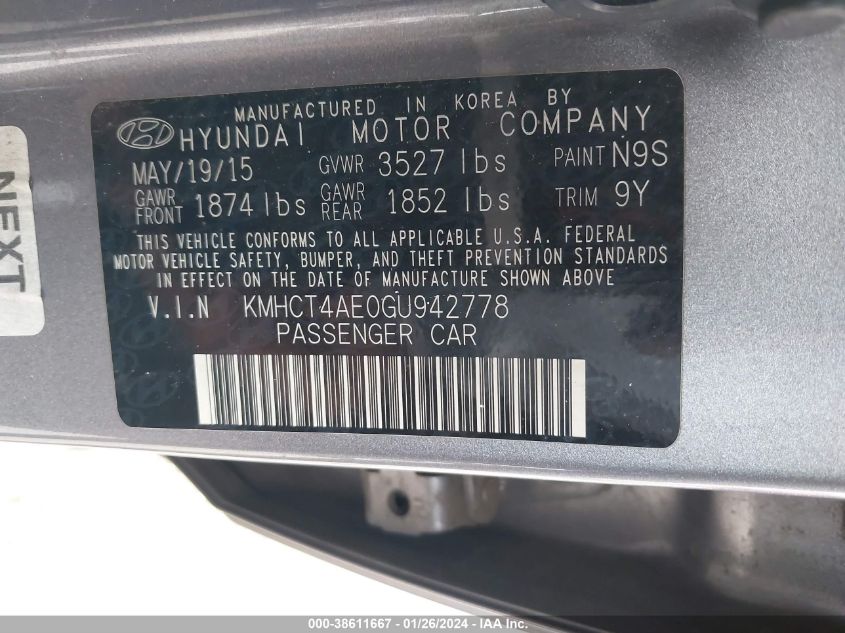 MANUFACTURED IN KOREA BY
HYUNDAI MOTOR COMPANY
MAY/19/15 GVWR 3527 lbs PAINT N9S
GAWR FRONT 1874 lbs GAWR REAR 1852 lbs TRIM 9Y
THIS VEHICLE CONFORMS TO ALL APPLICABLE U.S.A. FEDERAL
MOTOR VEHICLE SAFETY, BUMPER, AND THEFT PREVENTION STANDARDS
IN EFFECT ON THE DATE OF MANUFACTURE SHOWN ABOVE
V.I.N KMHCT4AE0GU942778
PASSENGER CAR
NEXT
000-38611667 - 01/26/2024 - IAA Inc.